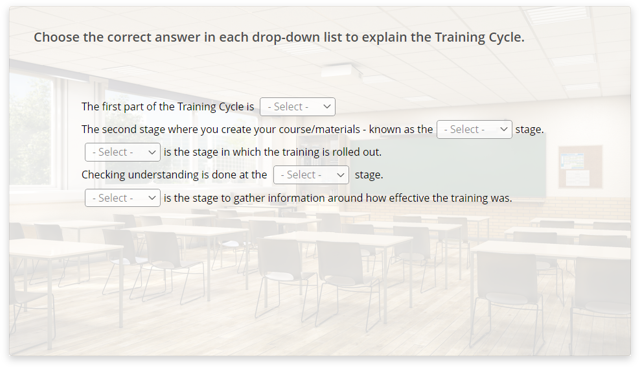 Choose the correct answer in each drop-down list to explain the Training Cycle.
The first part of the Training Cycle is - Select -
The second stage where you create your course/materials - known as the - Select - stage.
- Select - is the stage in which the training is rolled out.
Checking understanding is done at the - Select - stage.
- Select - is the stage to gather information around how effective the training was.